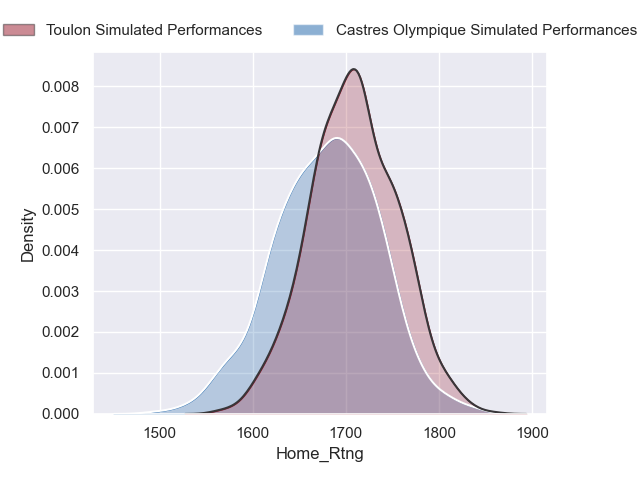 Toulon Simulated Performances
Castres Olympique Simulated Performances
0.008
0.007
0.006
0.005
0.004
0.003
0.002
0.001
0.000
Density
1500 1600 1700 1800 1900
Home_Rtng